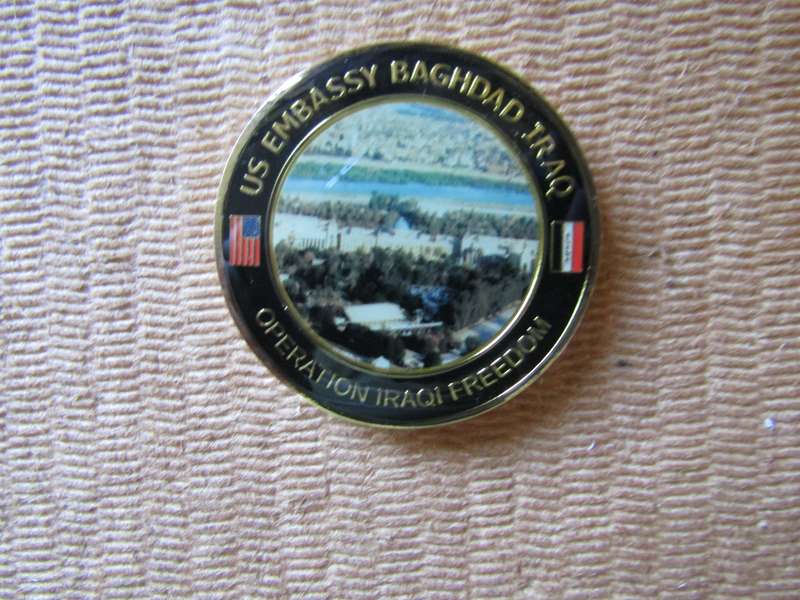 US EMBASSY BAGHDAD IRAQ
OPERATION IRAQI FREEDOM